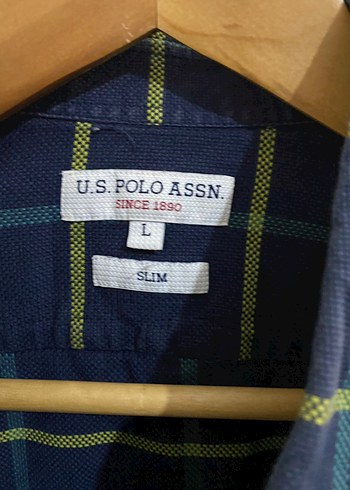 U.S. POLO ASSN.
SINCE 1890
L
SLIM